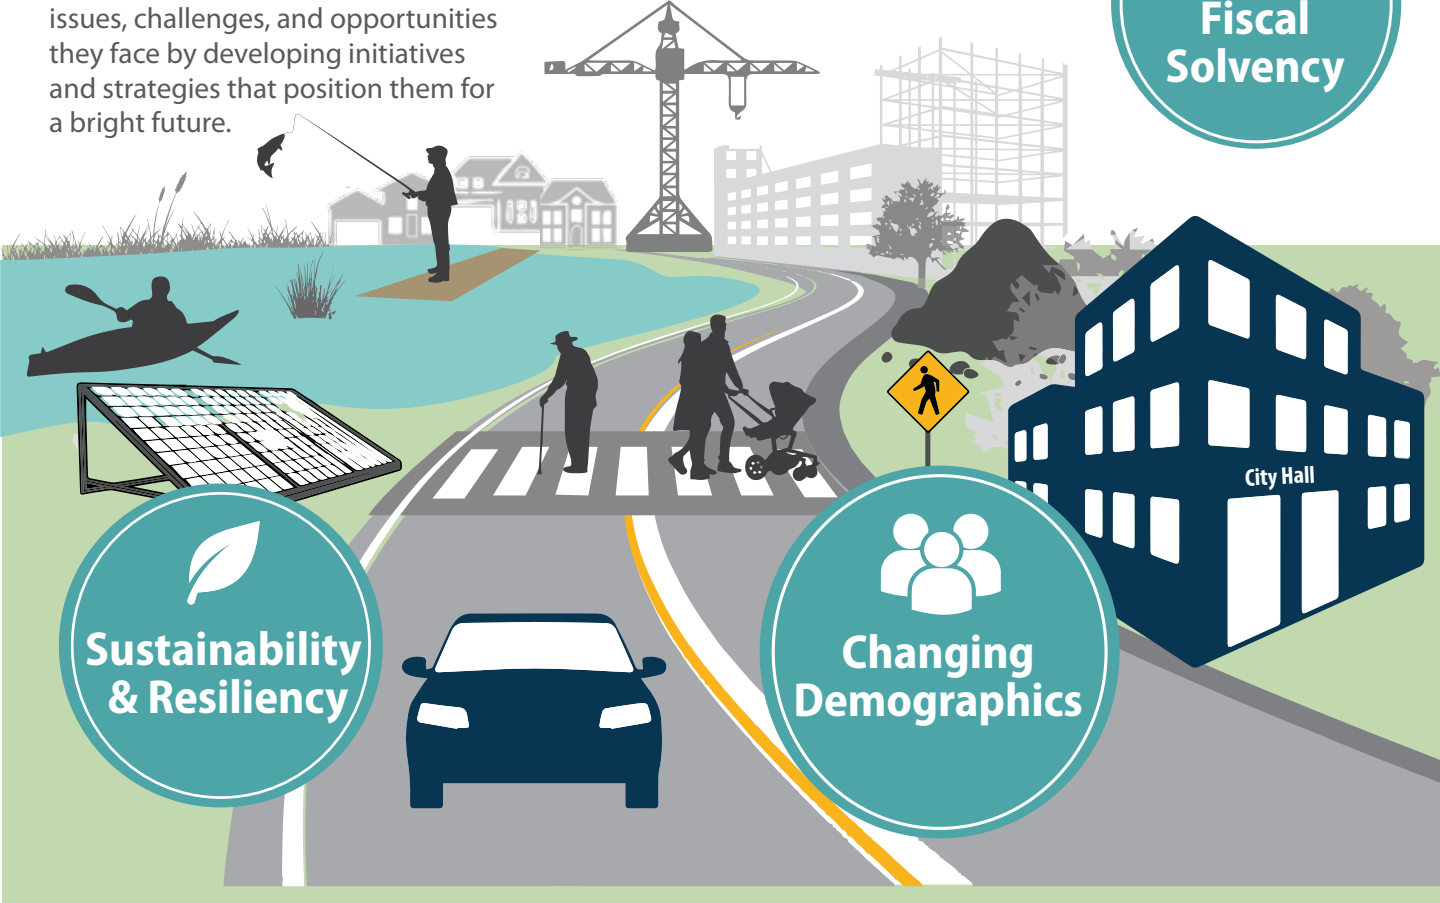 issues, challenges, and opportunities
they face by developing initiatives
and strategies that position them for
a bright future.
Fiscal
Solvency
City Hall
Sustainability
& Resiliency
Changing
Demographics